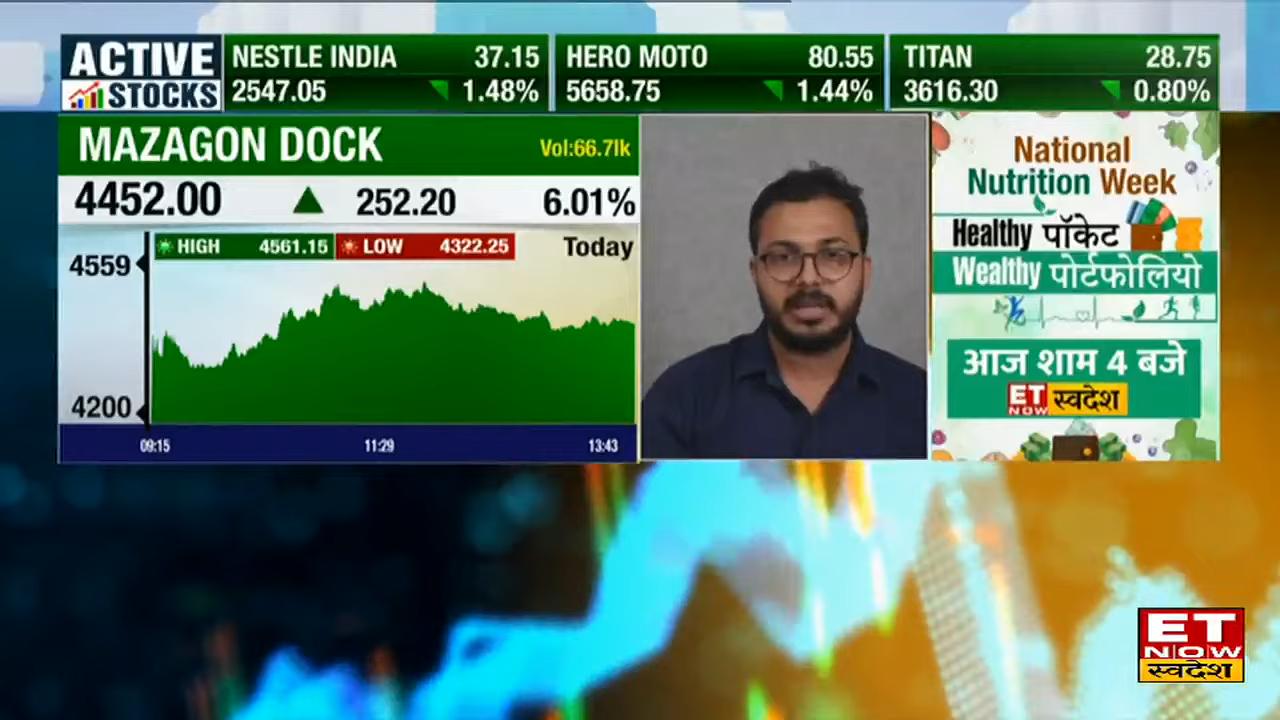 ACTIVE
STOCKS
NESTLE INDIA 37.15
2547.05 1.48%
HERO MOTO 80.55
5658.75 1.44%
TITAN 28.75
3616.30 0.80%
MAZAGON DOCK Vol:66.7lk
4452.00 252.20 6.01%
HIGH 4561.15 LOW 4322.25 Today
4559
4200
09:15 11:29 13:43
National
Nutrition Week
Healthy पॉकेट
Wealthy पोर्टफोलियो
आज शाम 4 बजे
ET
NOW
स्वदेश
ET
NOW
स्वदेश